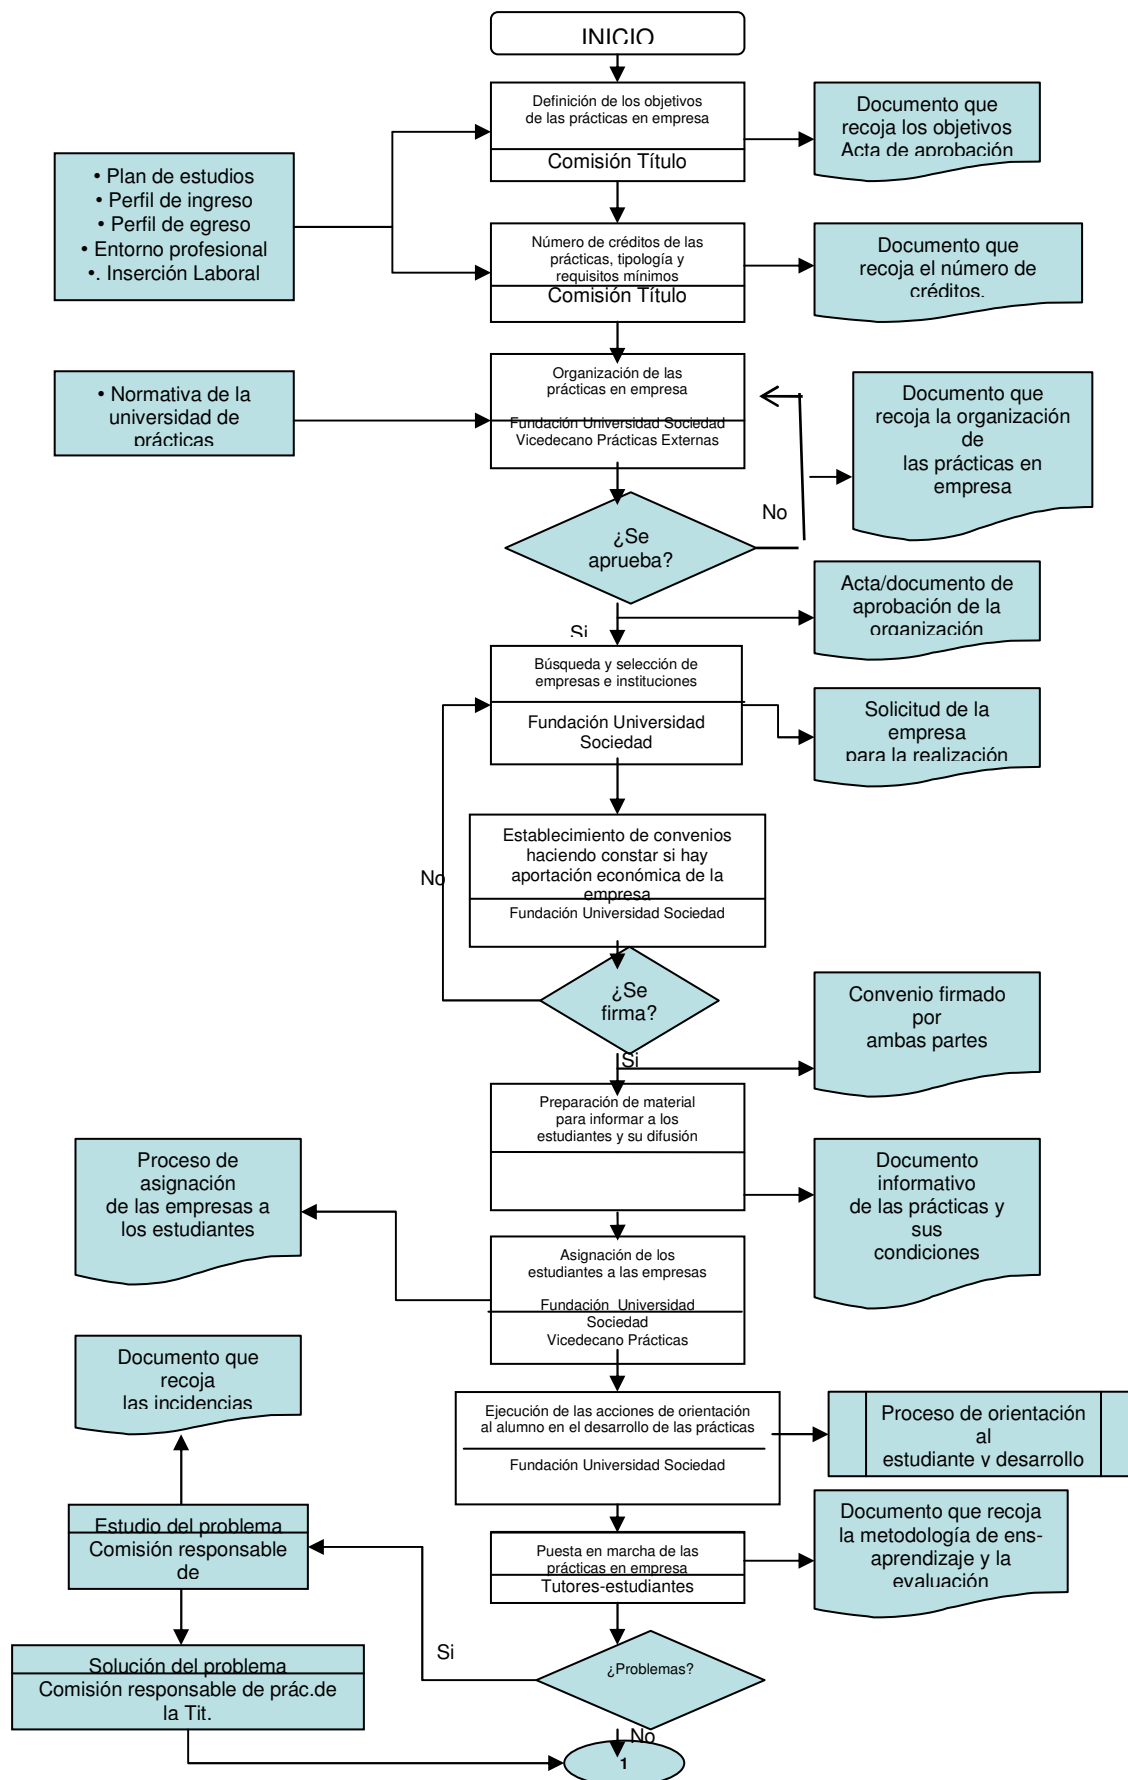 INICIO
Definición de los objetivos
de las prácticas en empresa
Comisión Título
Documento que
recoja los objetivos
Acta de aprobación
• Plan de estudios
• Perfil de ingreso
• Perfil de egreso
• Entorno profesional
•. Inserción Laboral
Número de créditos de las
prácticas, tipología y
requisitos mínimos
Comisión Título
Documento que
recoja el número de
créditos.
Organización de las
prácticas en empresa
Fundación Universidad Sociedad
Vicedecano Prácticas Externas
• Normativa de la
universidad de
prácticas
Documento que
recoja la organización
de
las prácticas en
empresa
No
¿Se
aprueba?
Acta/documento de
aprobación de la
organización
Si
Búsqueda y selección de
empresas e instituciones
Fundación Universidad
Sociedad
Solicitud de la
empresa
para la realización
Establecimiento de convenios
haciendo constar si hay
aportación económica de la
empresa
Fundación Universidad Sociedad
No
¿Se
firma?
Si
Convenio firmado
por
ambas partes
Preparación de material
para informar a los
estudiantes y su difusión
Documento
informativo
de las prácticas y
sus
condiciones
Proceso de
asignación
de las empresas a
los estudiantes
Asignación de los
estudiantes a las empresas
Fundación Universidad
Sociedad
Vicedecano Prácticas
Documento que
recoja
las incidencias
Ejecución de las acciones de orientación
al alumno en el desarrollo de las prácticas
Fundación Universidad Sociedad
Proceso de orientación
al
estudiante y desarrollo
Documento que recoja
la metodología de ens-
aprendizaje y la
evaluación
Estudio del problema
Comisión responsable
de
Puesta en marcha de las
prácticas en empresa
Tutores-estudiantes
Si
¿Problemas?
Solución del problema
Comisión responsable de prác.de
la Tit.
No
1